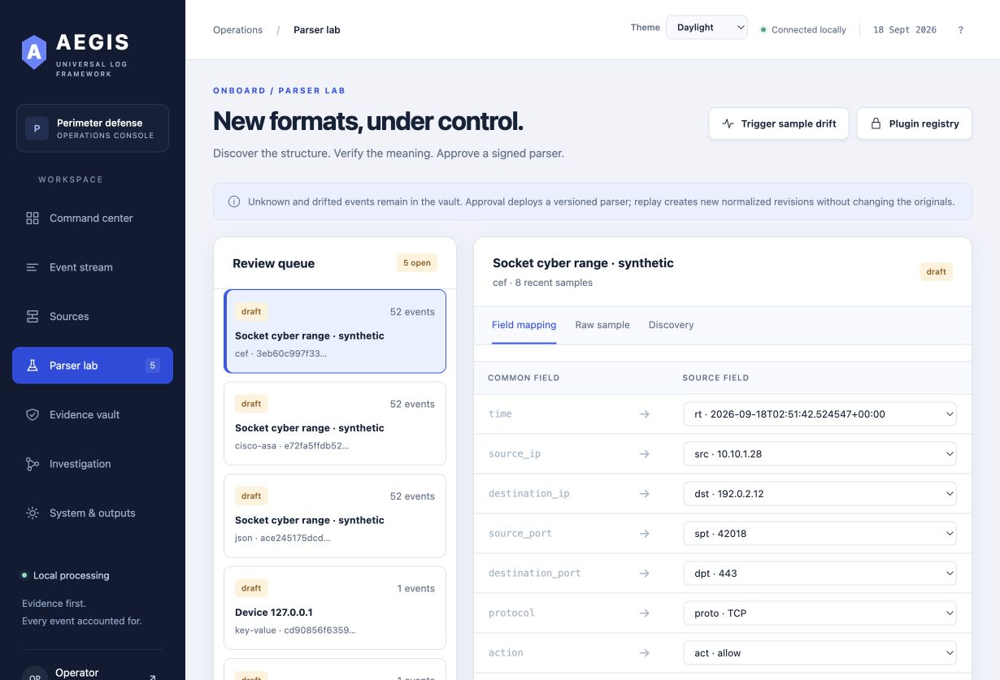 AEGIS
UNIVERSAL LOG
FRAMEWORK
P
Perimeter defense
OPERATIONS CONSOLE
WORKSPACE
Command center
Event stream
Sources
Parser lab 5
Evidence vault
Investigation
System & outputs
Local processing
Evidence first.
Every event accounted for.
OP
Operator
Operations / Parser lab
Theme Daylight Connected locally 18 Sept 2026 ?
ONBOARD / PARSER LAB
New formats, under control.
Discover the structure. Verify the meaning. Approve a signed parser.
Trigger sample drift
Plugin registry
Unknown and drifted events remain in the vault. Approval deploys a versioned parser; replay creates new normalized revisions without changing the originals.
Review queue 5 open
draft 52 events
Socket cyber range · synthetic
cef · 3eb60c997f33...
draft 52 events
Socket cyber range · synthetic
cisco-asa · e72fa5ffdb52...
draft 52 events
Socket cyber range · synthetic
json · ace245175dcd...
draft 1 events
Device 127.0.0.1
key-value · cd90856f6359...
draft 1 events
Socket cyber range · synthetic
cef · 8 recent samples
draft
Field mapping Raw sample Discovery
COMMON FIELD SOURCE FIELD
time → rt · 2026-09-18T02:51:42.524547+00:00
source_ip → src · 10.10.1.28
destination_ip → dst · 192.0.2.12
source_port → spt · 42018
destination_port → dpt · 443
protocol → proto · TCP
action → act · allow